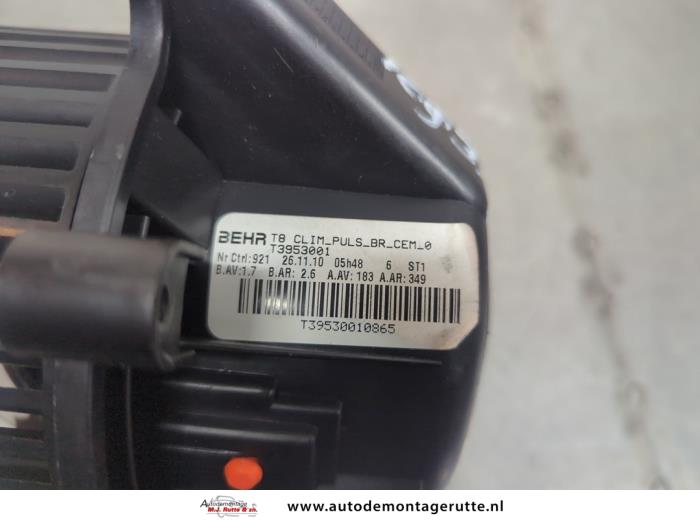 BEHR T8 CLIM_PULS_BR_CEM_0
T3953001
Nr Ctrl:921 26.11.10 05h48 6 ST1
B.AV:1.7 B.AR: 2.6 A.AV: 183 A.AR: 349
T39530010865
Autodemontage
M.J. Rutte & zn.
www.autodemontagerutte.nl